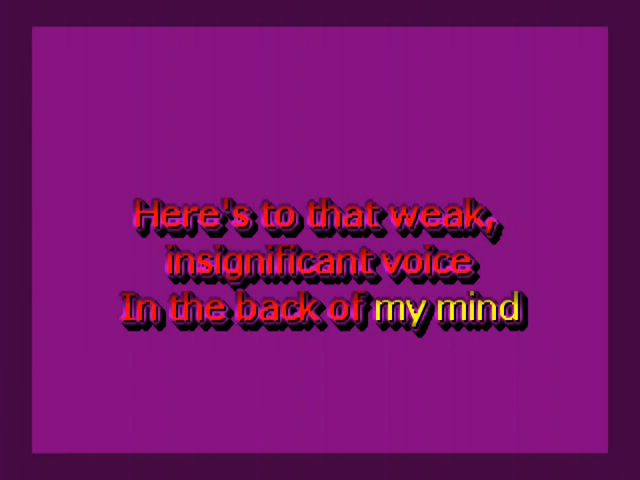 Here's to that weak,
insignificant voice
In the back of my mind